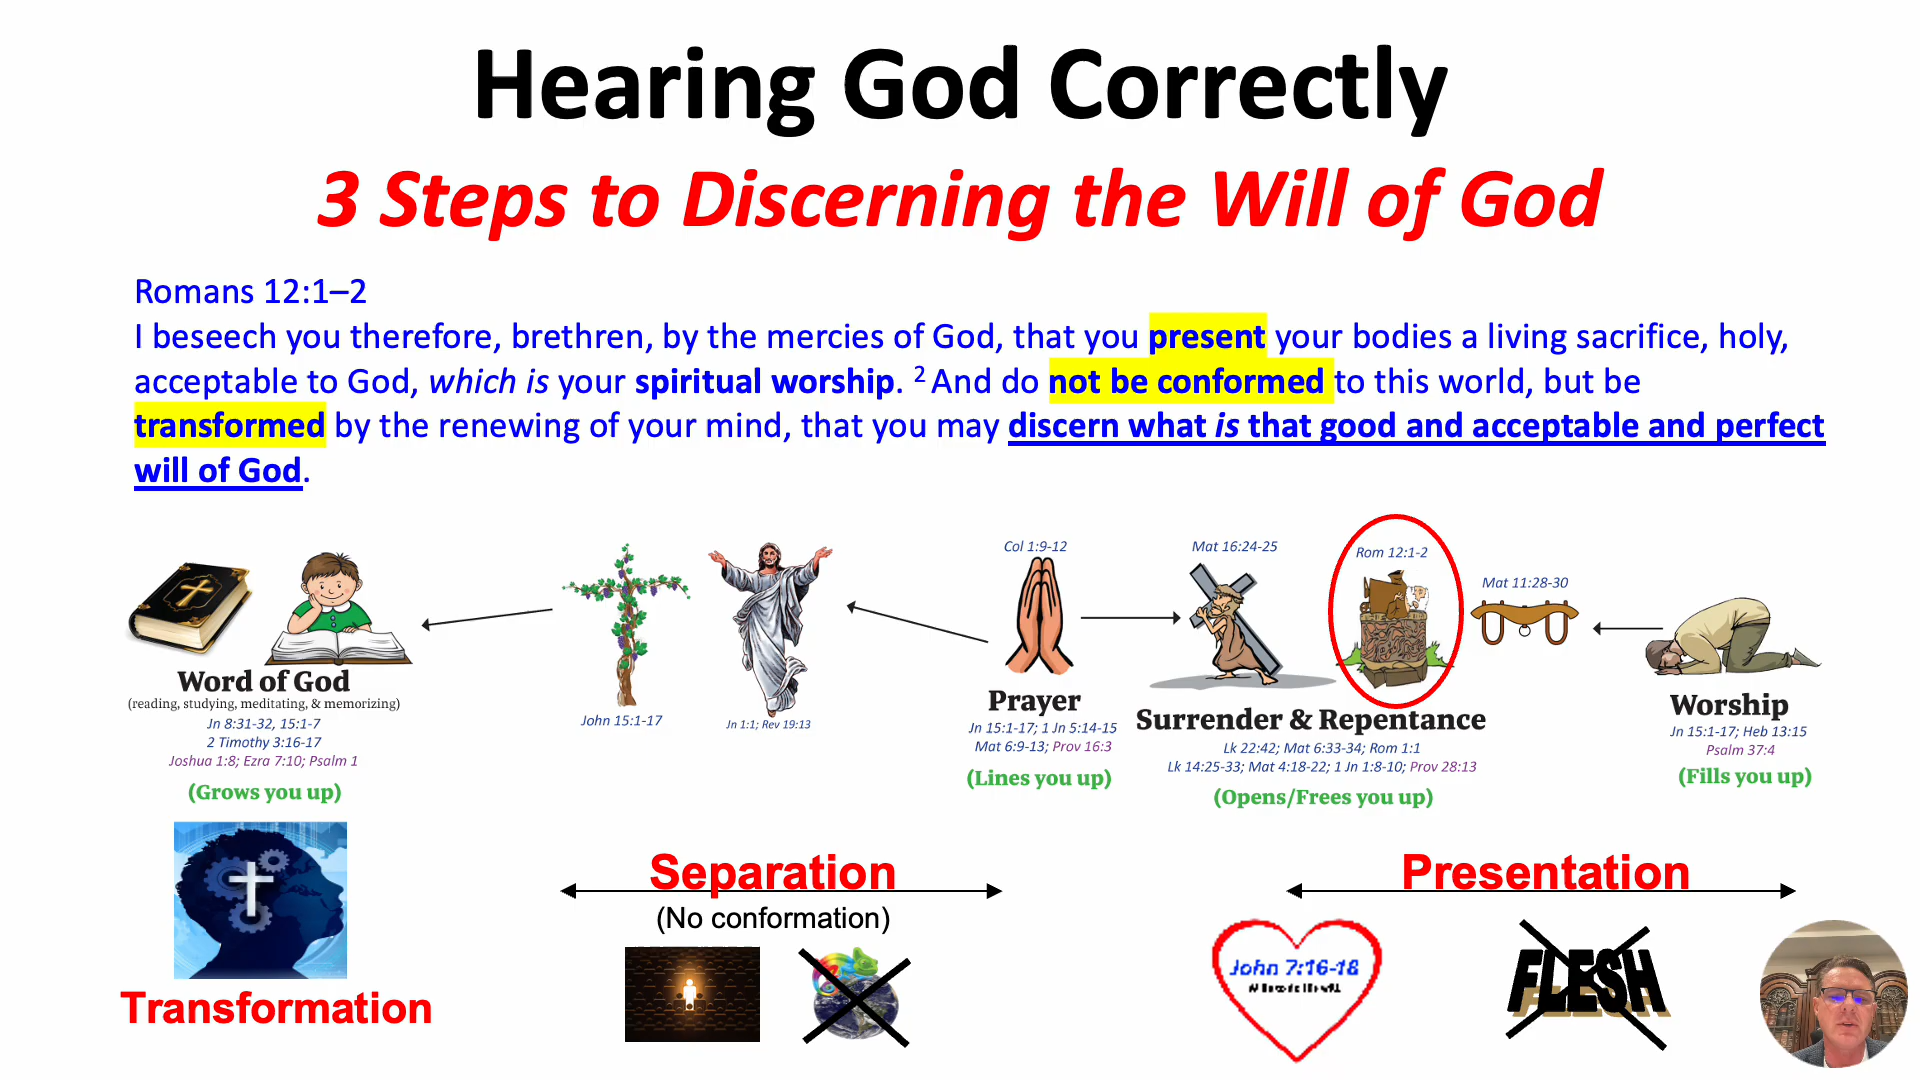 Hearing God Correctly
3 Steps to Discerning the Will of God
Romans 12:1–2
I beseech you therefore, brethren, by the mercies of God, that you present your bodies a living sacrifice, holy,
acceptable to God, which is your spiritual worship. 2 And do not be conformed to this world, but be
transformed by the renewing of your mind, that you may discern what is that good and acceptable and perfect
will of God.
Word of God
(reading, studying, meditating, & memorizing)
Jn 8:31-32, 15:1-7
2 Timothy 3:16-17
Joshua 1:8; Ezra 7:10; Psalm 1
(Grows you up)
John 15:1-17
Jn 1:1; Rev 19:13
Col 1:9-12
Prayer
Jn 15:1-17; 1 Jn 5:14-15
Mat 6:9-13; Prov 16:3
(Lines you up)
Mat 16:24-25
Rom 12:1-2
Mat 11:28-30
Surrender & Repentance
Lk 22:42; Mat 6:33-34; Rom 1:1
Lk 14:25-33; Mat 4:18-22; 1 Jn 1:8-10; Prov 28:13
(Opens/Frees you up)
Worship
Jn 15:1-17; Heb 13:15
Psalm 37:4
(Fills you up)
Transformation
Separation
(No conformation)
Presentation
John 7:16-18
FLESH